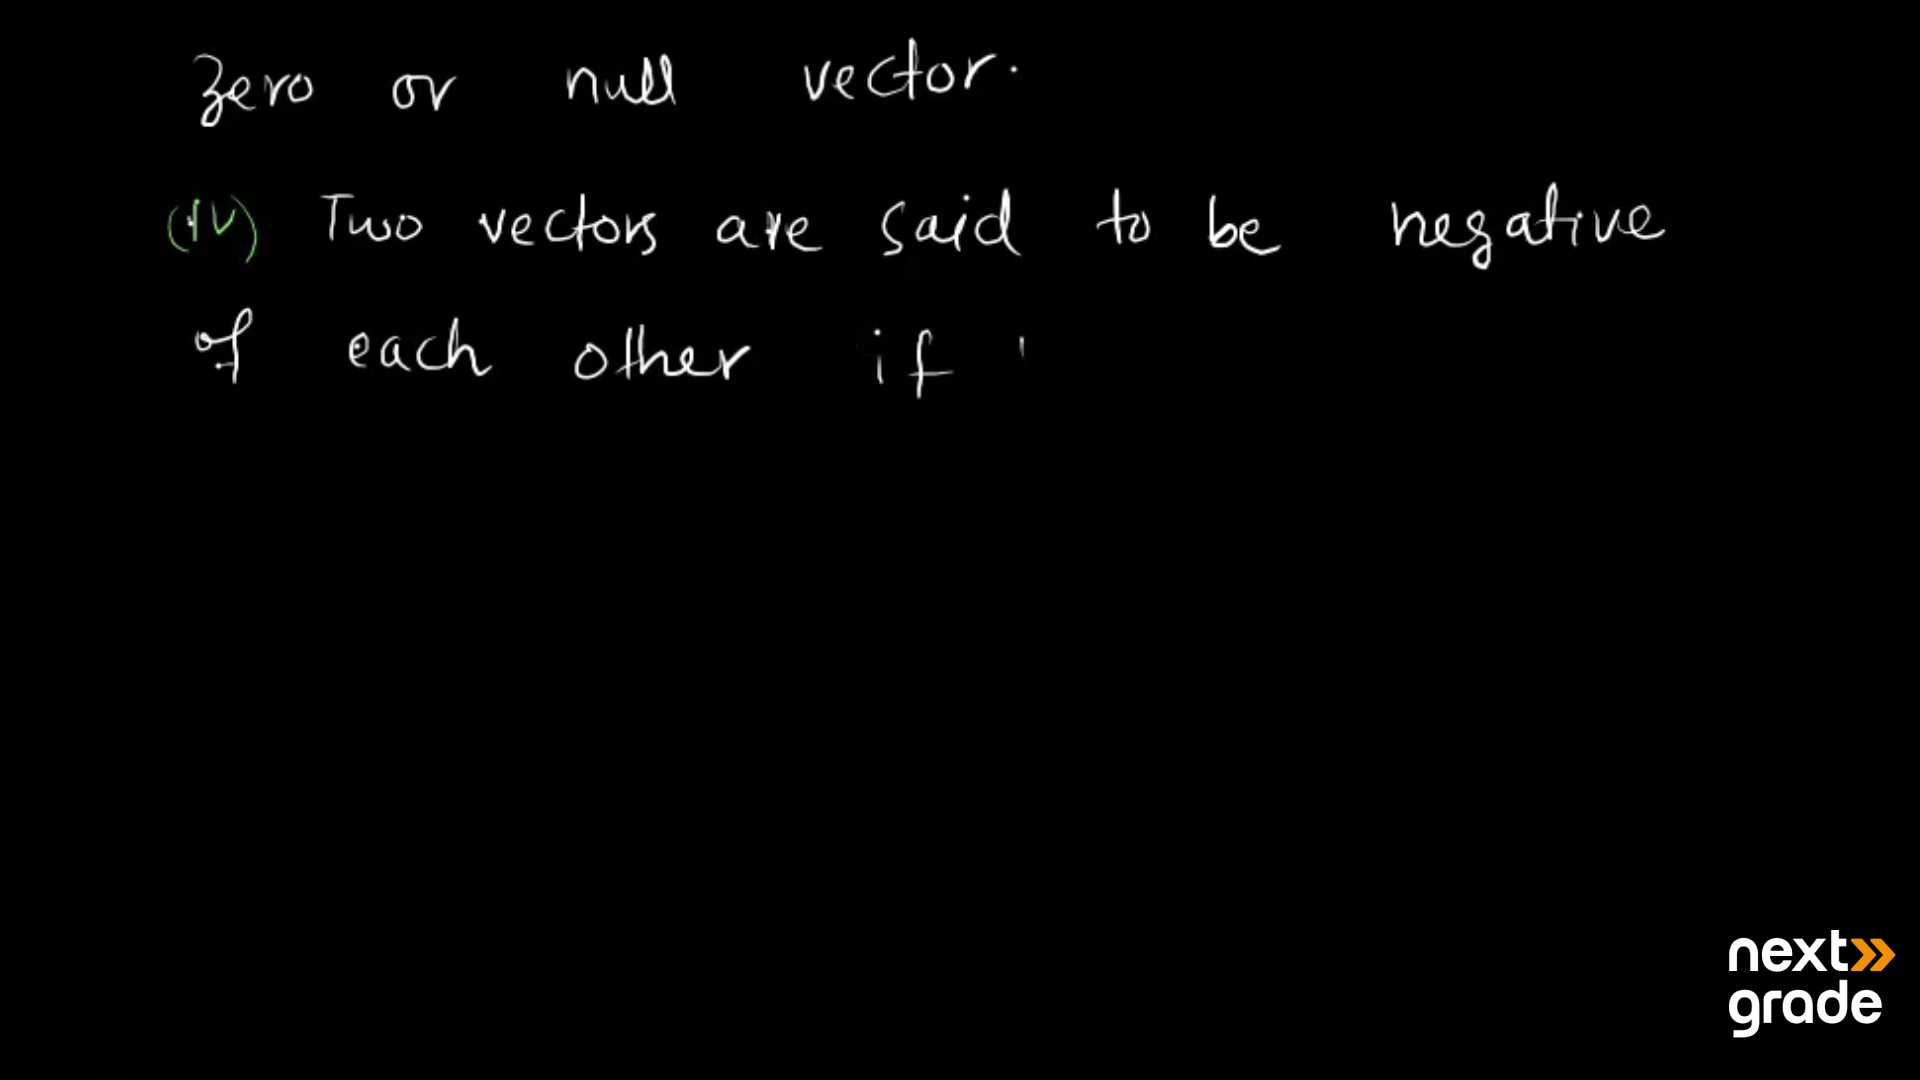 zero or null vector.
(iv) Two vectors are said to be negative
of each other if
next
grade